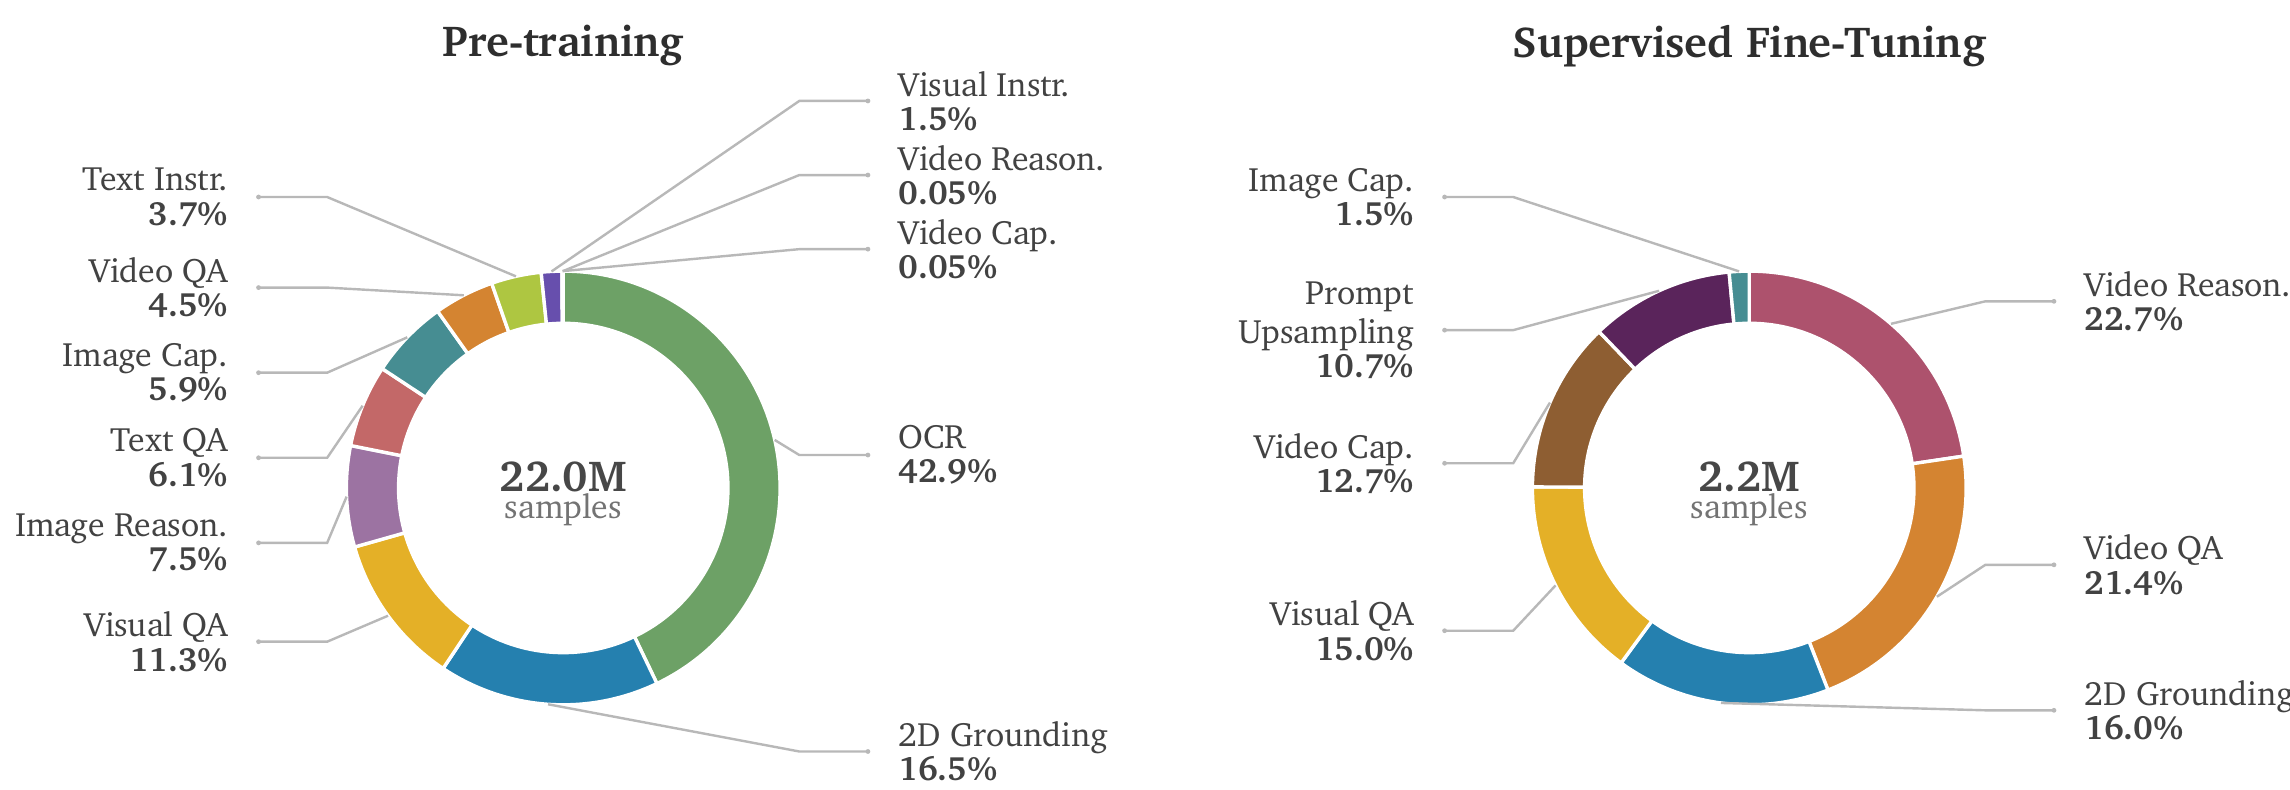 Pre-training
Visual Instr.
1.5%
Video Reason.
0.05%
Video Cap.
0.05%
Text Instr.
3.7%
Video QA
4.5%
Image Cap.
5.9%
Text QA
6.1%
Image Reason.
7.5%
Visual QA
11.3%
OCR
42.9%
2D Grounding
16.5%
22.0M
samples
Supervised Fine-Tuning
Image Cap.
1.5%
Prompt
Upsampling
10.7%
Video Cap.
12.7%
Visual QA
15.0%
Video Reason.
22.7%
Video QA
21.4%
2D Grounding
16.0%
2.2M
samples